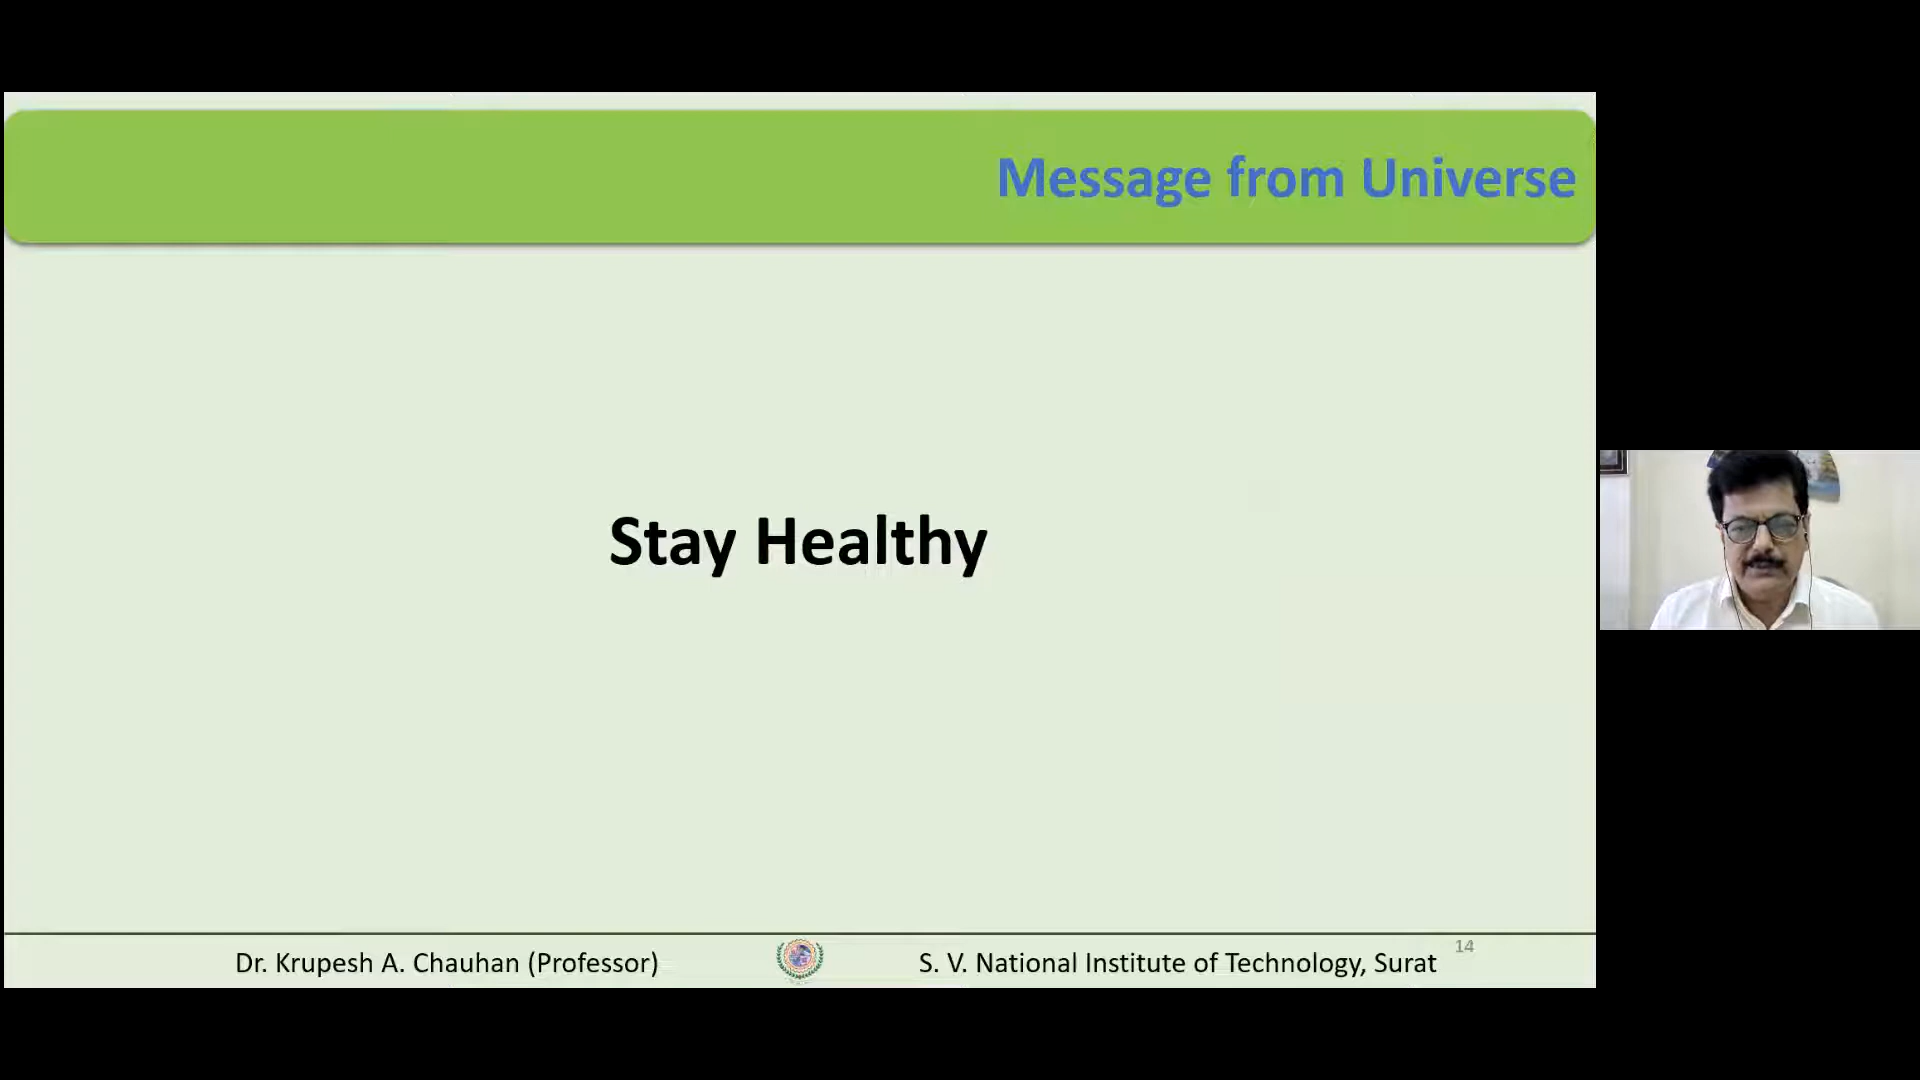 Message from Universe
Stay Healthy
Dr. Krupesh A. Chauhan (Professor)
S. V. National Institute of Technology, Surat
14